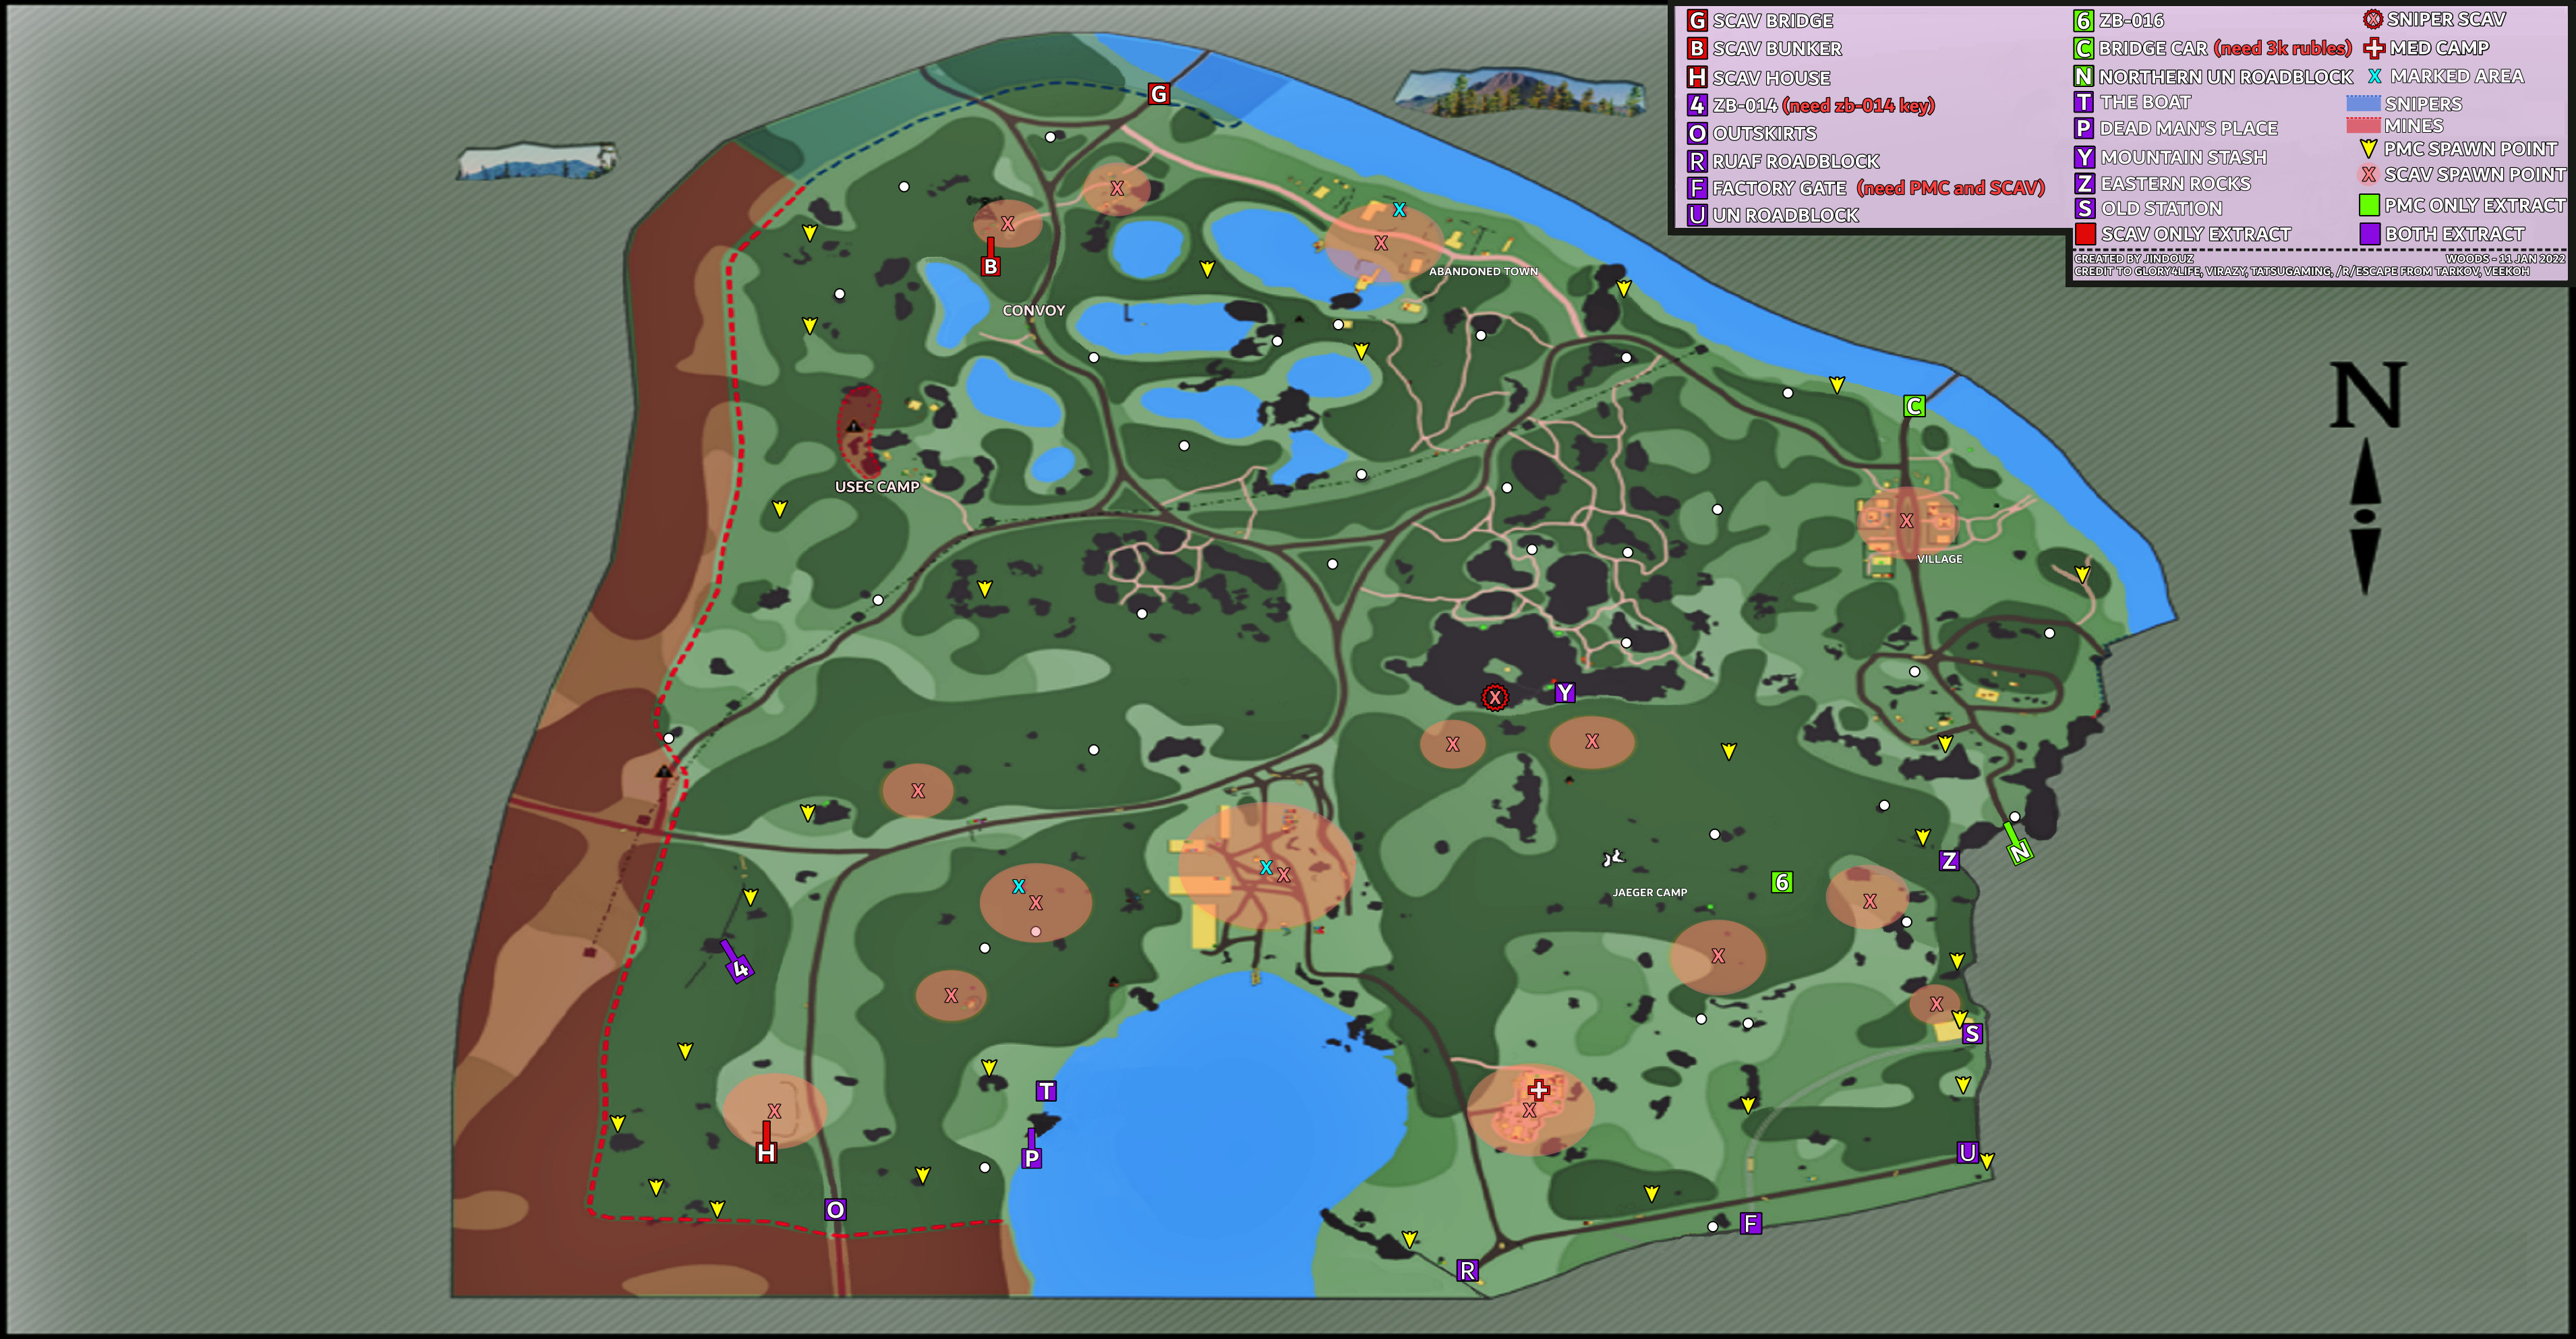 G SCAV BRIDGE
B SCAV BUNKER
H SCAV HOUSE
4 ZB-014 (need zb-014 key)
O OUTSKIRTS
R RUAF ROADBLOCK
F FACTORY GATE (need PMC and SCAV)
U UN ROADBLOCK
6 ZB-016
C BRIDGE CAR (need 3k rubles)
N NORTHERN UN ROADBLOCK
T THE BOAT
P DEAD MAN'S PLACE
Y MOUNTAIN STASH
Z EASTERN ROCKS
S OLD STATION
SCAV ONLY EXTRACT
X SNIPER SCAV
MED CAMP
X MARKED AREA
SNIPERS
MINES
PMC SPAWN POINT
X SCAV SPAWN POINT
PMC ONLY EXTRACT
BOTH EXTRACT
CREATED BY JINDOUZ
WOODS - 11 JAN 2022
CREDIT TO GLORY4LIFE, VIRAZY, TATSUGAMING, /R/ESCAPE FROM TARKOV, VEEKOH
G
X
X
X
X
B
ABANDONED TOWN
CONVOY
N
C
USEC CAMP
X
VILLAGE
X
Y
X
X
X
X
X
X
X
Z
N
6
JAEGER CAMP
X
X
4
X
X
S
T
X
X
H
P
U
O
F
R